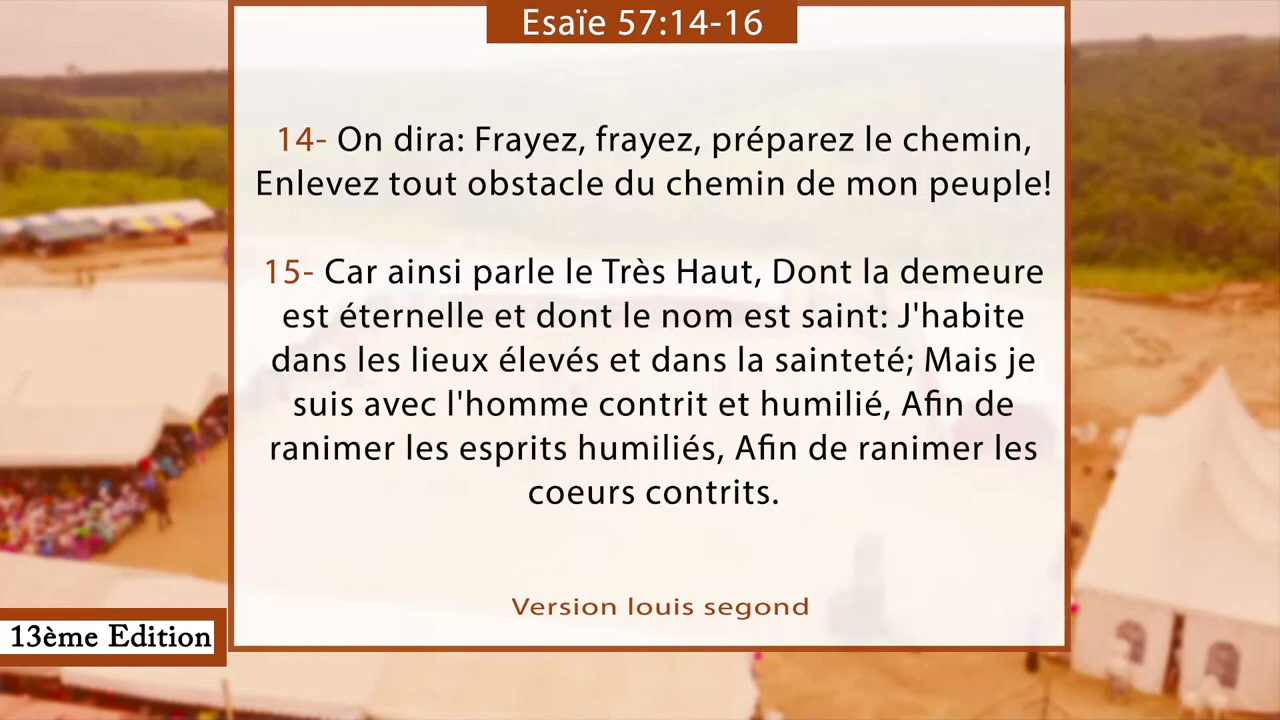 Esaïe 57:14-16
14- On dira: Frayez, frayez, préparez le chemin,
Enlevez tout obstacle du chemin de mon peuple!
15- Car ainsi parle le Très Haut, Dont la demeure
est éternelle et dont le nom est saint: J'habite
dans les lieux élevés et dans la sainteté; Mais je
suis avec l'homme contrit et humilié, Afin de
ranimer les esprits humiliés, Afin de ranimer les
coeurs contrits.
Version louis segond
13ème Edition